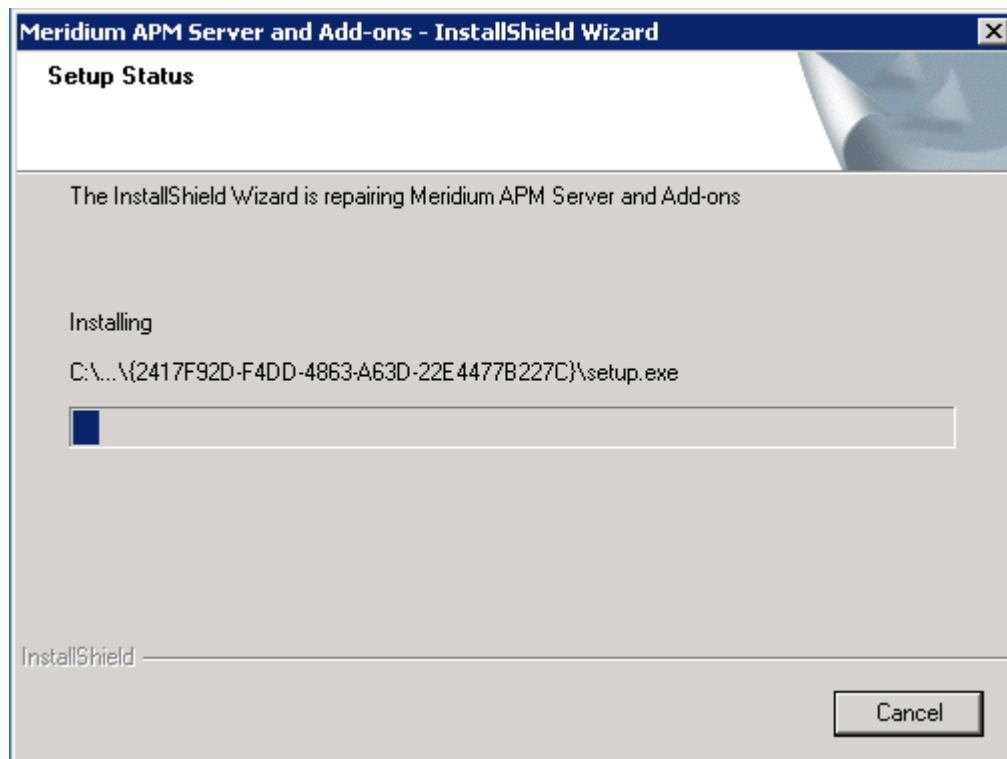 Meridium APM Server and Add-ons - InstallShield Wizard
Setup Status
The InstallShield Wizard is repairing Meridium APM Server and Add-ons
Installing
C:\...\{2417F92D-F4DD-4863-A63D-22E4477B227C}\setup.exe
InstallShield
Cancel